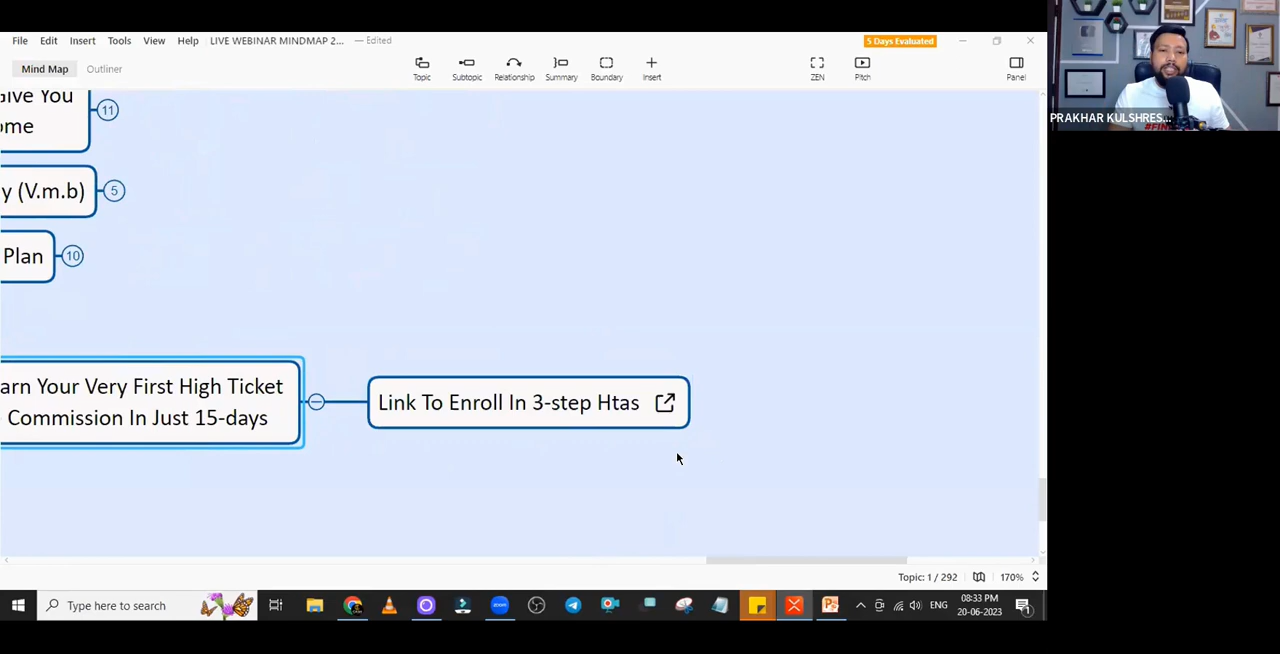 File Edit Insert Tools View Help LIVE WEBINAR MINDMAP 2... — Edited
5 Days Evaluated
Mind Map Outliner
Topic Subtopic Relationship Summary Boundary Insert
ZEN Pitch Panel
PRAKHAR KULSHRES...
Give You
ome
11
y (V.m.b)
5
Plan
10
arn Your Very First High Ticket
Commission In Just 15-days
Link To Enroll In 3-step Htas
Topic: 1 / 292 170%
Type here to search
ENG
08:33 PM
20-06-2023
1